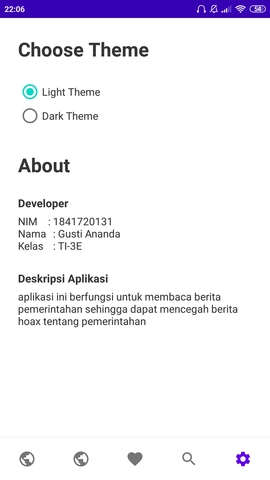 22:06
54
Choose Theme
Light Theme
Dark Theme
About
Developer
NIM : 1841720131
Nama : Gusti Ananda
Kelas : TI-3E
Deskripsi Aplikasi
aplikasi ini berfungsi untuk membaca berita
pemerintahan sehingga dapat mencegah berita
hoax tentang pemerintahan